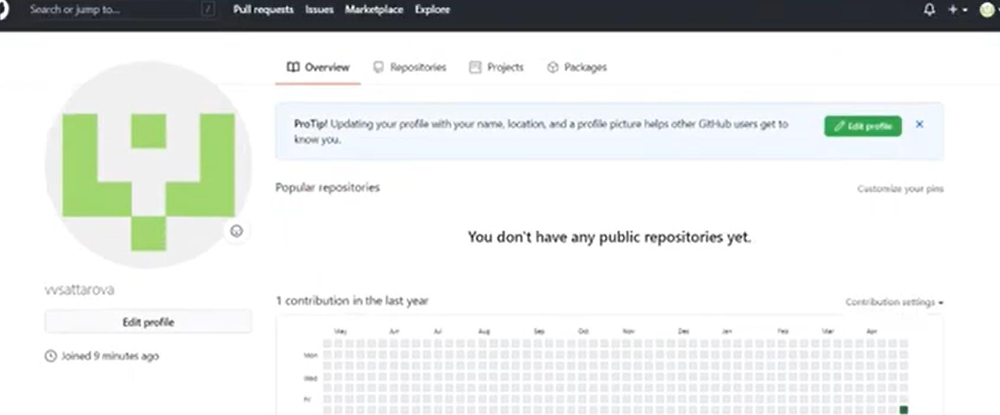 Search or jump to... /
Pull requests Issues Marketplace Explore
Overview Repositories Projects Packages
ProTip! Updating your profile with your name, location, and a profile picture helps other GitHub users get to
know you.
Edit profile
Popular repositories
Customize your pins
You don't have any public repositories yet.
vvsattarova
Edit profile
Joined 9 minutes ago
1 contribution in the last year
Contribution settings
May Jun Jul Aug Sep Oct Nov Dec Jan Feb Mar Apr
Mon
Wed
Fri